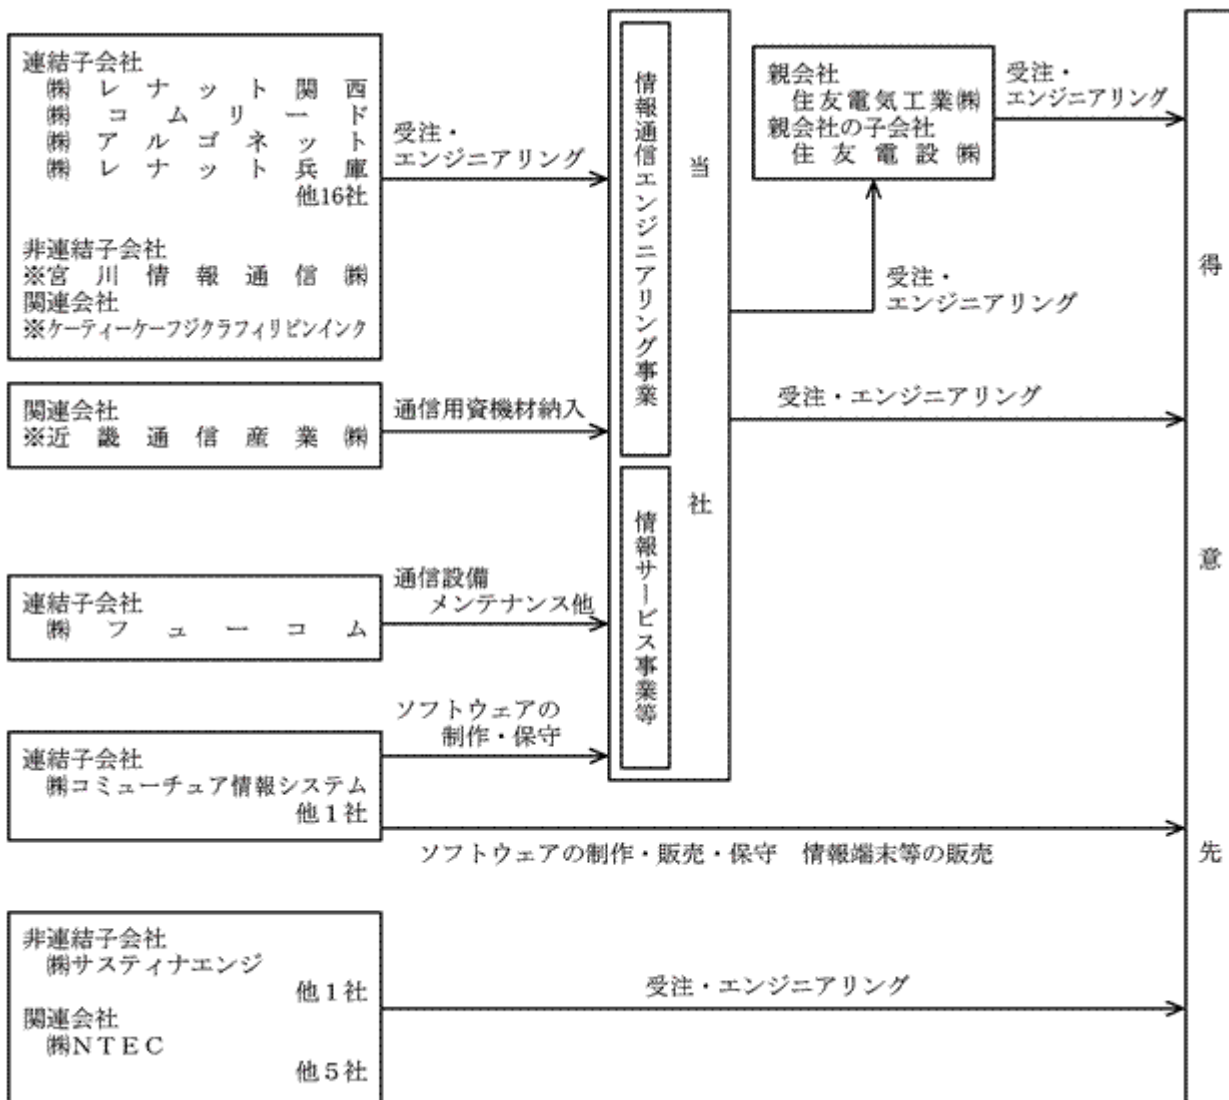 連結子会社
㈱レナット関西
㈱コムリード
㈱アルゴネット
㈱レナット兵庫
他16社
非連結子会社
※宮川情報通信㈱
関連会社
※ケーティーケーフジクラフィリピンインク
受注・
エンジニアリング
関連会社
※近畿通信産業㈱
通信用資機材納入
連結子会社
㈱フューコム
通信設備
メンテナンス他
連結子会社
㈱コミューチュア情報システム
他1社
ソフトウェアの
制作・保守
ソフトウェアの制作・販売・保守 情報端末等の販売
非連結子会社
㈱サスティナエンジ
他1社
関連会社
㈱NTEC
他5社
受注・エンジニアリング
情報通信エンジニアリング事業
情報サービス事業等
当社
親会社
住友電気工業㈱
親会社の子会社
住友電設㈱
受注・
エンジニアリング
受注・
エンジニアリング
受注・エンジニアリング
得意先